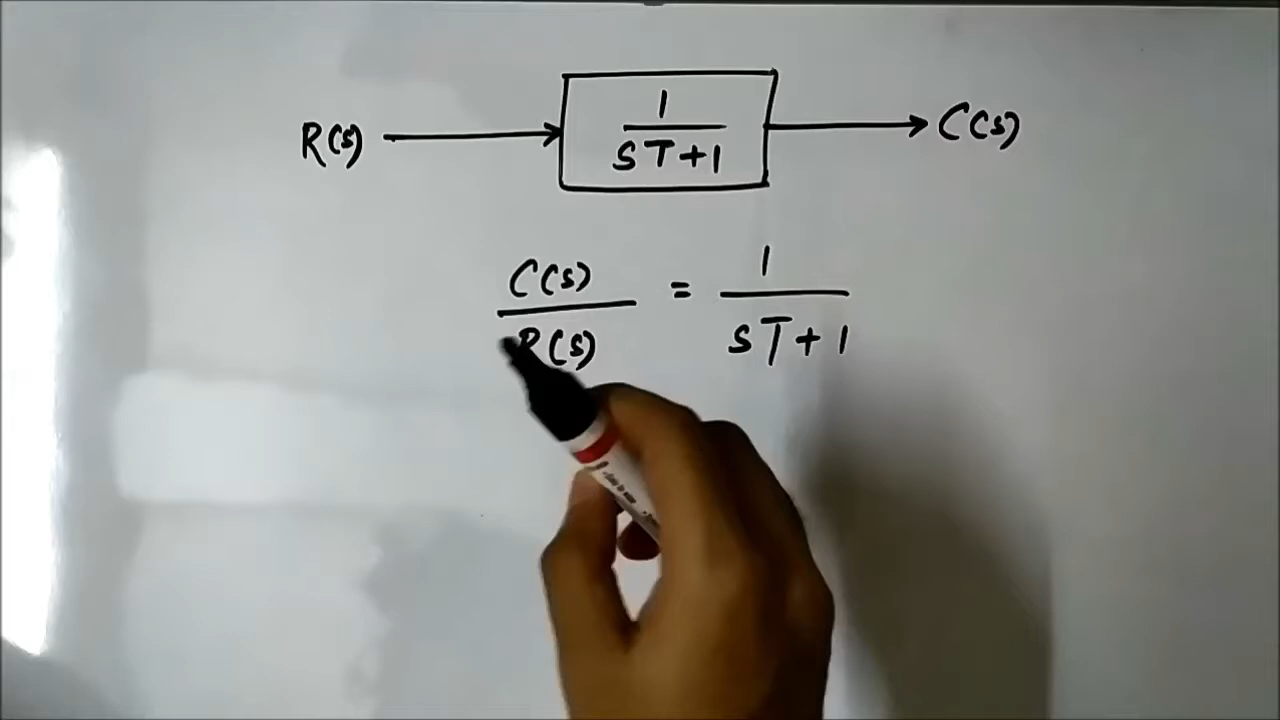 R(s) → 1/(sT+1) → C(s)
C(s)/R(s) = 1/(sT+1)